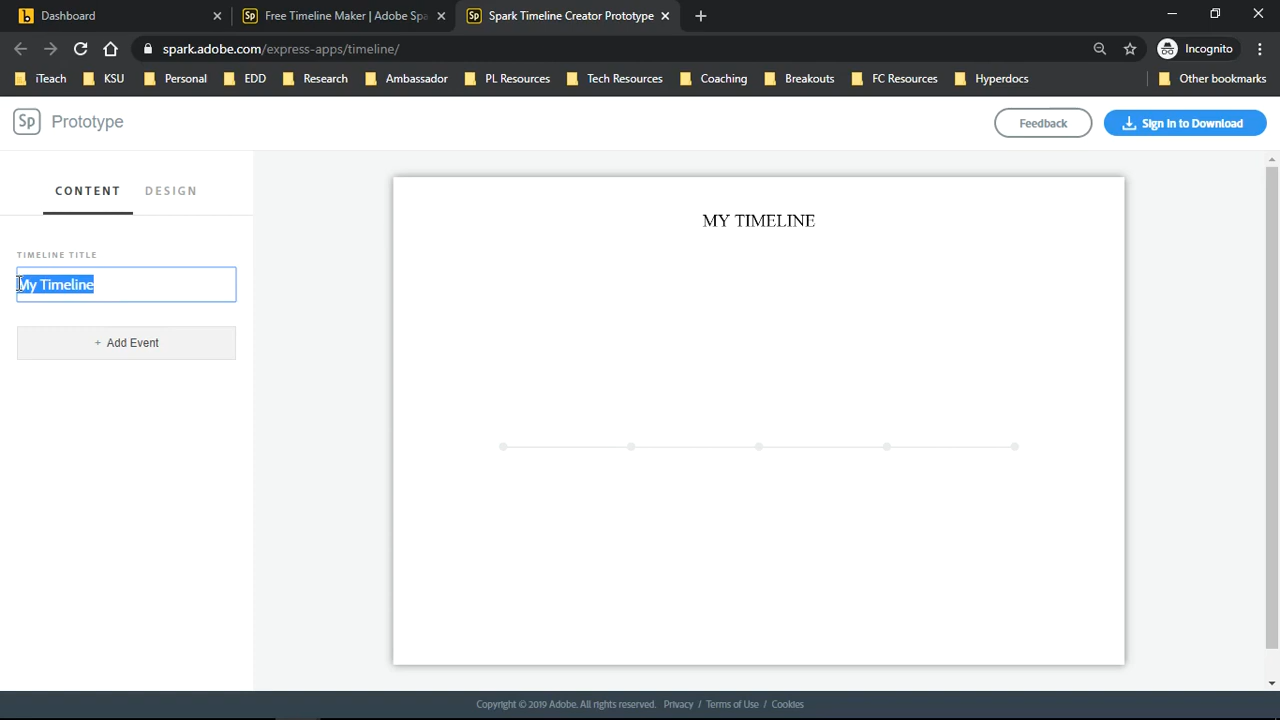 Dashboard
Free Timeline Maker | Adobe Spa
Spark Timeline Creator Prototype
spark.adobe.com/express-apps/timeline/
Incognito
iTeach
KSU
Personal
EDD
Research
Ambassador
PL Resources
Tech Resources
Coaching
Breakouts
FC Resources
Hyperdocs
Other bookmarks
Sp Prototype
Feedback
Sign In to Download
CONTENT
DESIGN
TIMELINE TITLE
My Timeline
+ Add Event
MY TIMELINE
Copyright © 2019 Adobe. All rights reserved. Privacy / Terms of Use / Cookies